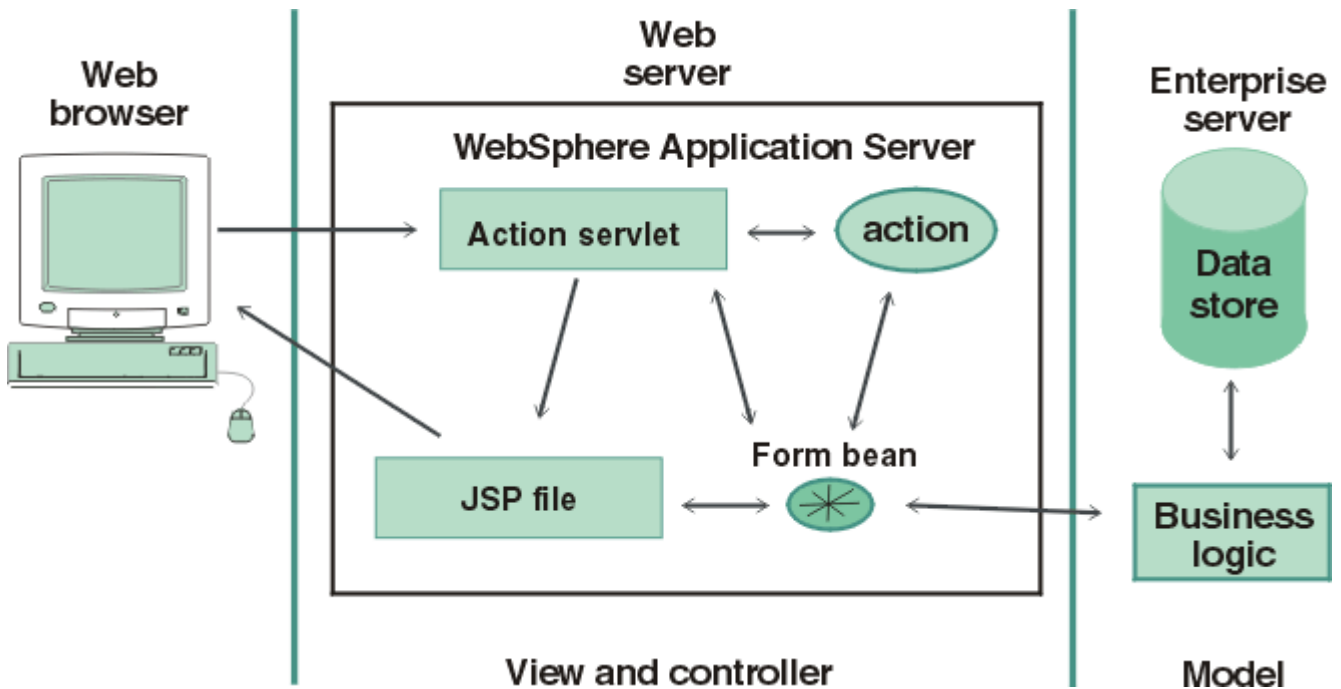 Web
browser
Web
server
WebSphere Application Server
Action servlet
action
JSP file
Form bean
View and controller
Enterprise
server
Data
store
Business
logic
Model